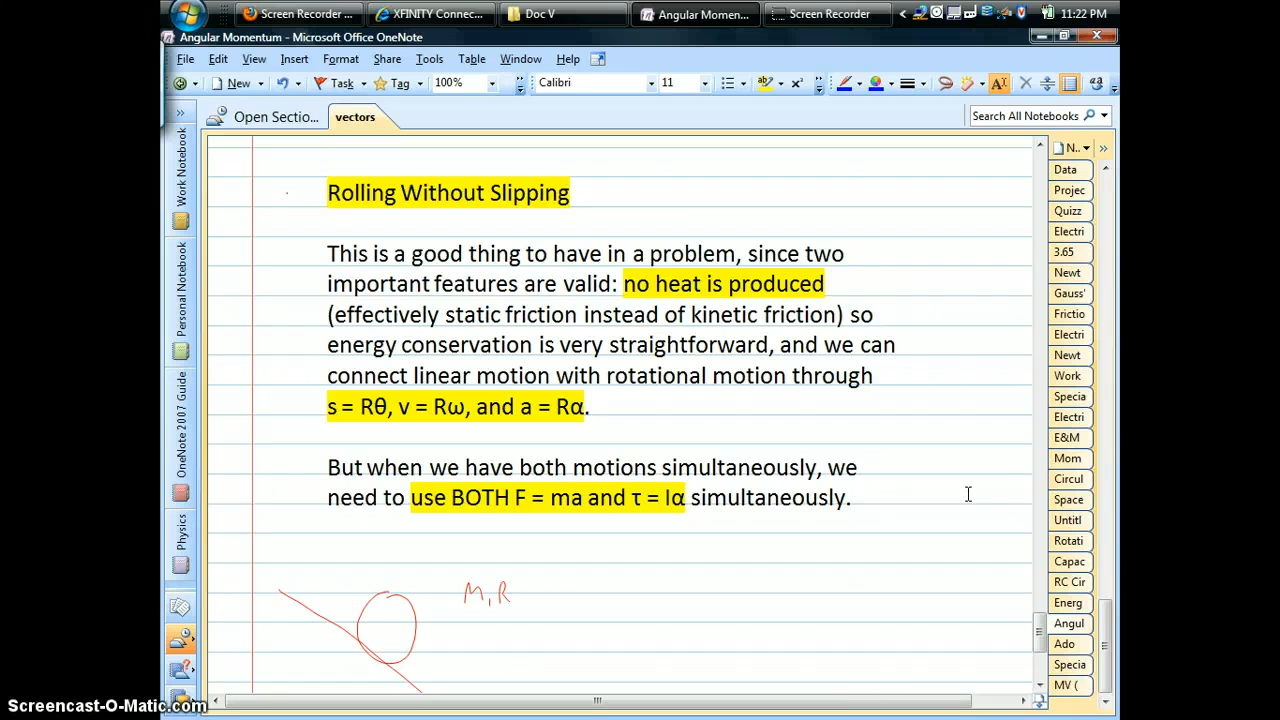 Screen Recorder ...
XFINITY Connec...
Doc V
Angular Momen...
Screen Recorder
11:22 PM
Angular Momentum - Microsoft Office OneNote
File Edit View Insert Format Share Tools Table Window Help
New Task Tag 100% Calibri 11
Open Sectio... vectors
Search All Notebooks
Work Notebook
Personal Notebook
OneNote 2007 Guide
Physics
Rolling Without Slipping
This is a good thing to have in a problem, since two
important features are valid: no heat is produced
(effectively static friction instead of kinetic friction) so
energy conservation is very straightforward, and we can
connect linear motion with rotational motion through
s = Rθ, v = Rω, and a = Rα.
But when we have both motions simultaneously, we
need to use BOTH F = ma and τ = Iα simultaneously.
M, R
N...
Data
Projec
Quizz
Electri
3.65
Newt
Gauss'
Frictio
Electri
Newt
Work
Specia
Electri
E&M
Mom
Circul
Space
Untitl
Rotati
Capac
RC Cir
Energ
Angul
Ado
Specia
MV (
Screencast-O-Matic.com